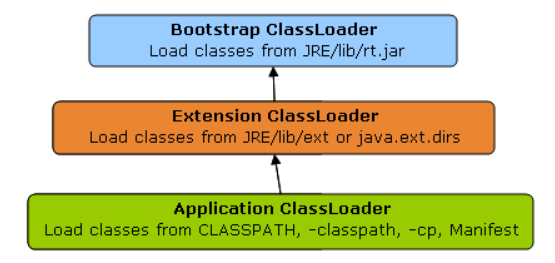 Bootstrap ClassLoader
Load classes from JRE/lib/rt.jar
Extension ClassLoader
Load classes from JRE/lib/ext or java.ext.dirs
Application ClassLoader
Load classes from CLASSPATH, -classpath, -cp, Manifest